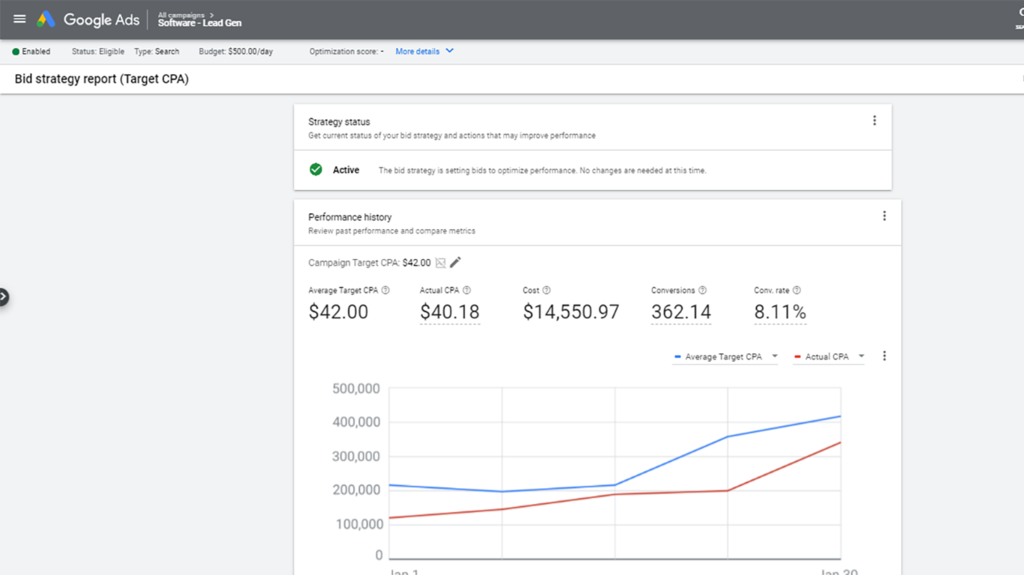 Google Ads
All campaigns >
Software - Lead Gen
Enabled Status: Eligible Type: Search Budget: $500.00/day Optimization score: - More details
Bid strategy report (Target CPA)
Strategy status
Get current status of your bid strategy and actions that may improve performance
Active The bid strategy is setting bids to optimize performance. No changes are needed at this time.
Performance history
Review past performance and compare metrics
Campaign Target CPA: $42.00
Average Target CPA Actual CPA Cost Conversions Conv. rate
$42.00 $40.18 $14,550.97 362.14 8.11%
Average Target CPA Actual CPA
500,000
400,000
300,000
200,000
100,000
0
Jan 1 Jan 30